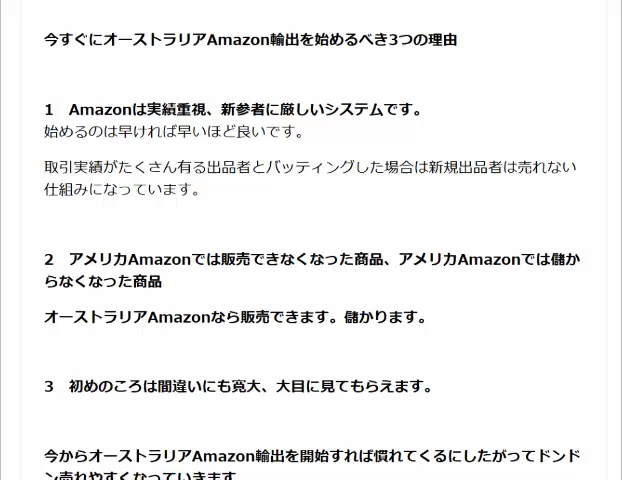 今すぐにオーストラリアAmazon輸出を始めるべき3つの理由
1　Amazonは実績重視、新参者に厳しいシステムです。
始めるのは早ければ早いほど良いです。
取引実績がたくさん有る出品者とバッティングした場合は新規出品者は売れない
仕組みになっています。
2　アメリカAmazonでは販売できなくなった商品、アメリカAmazonでは儲か
らなくなった商品
オーストラリアAmazonなら販売できます。儲かります。
3　初めのころは間違いにも寛大、大目に見てもらえます。
今からオーストラリアAmazon輸出を開始すれば慣れてくるにしたがってドンド
ン売れやすくなっていきます